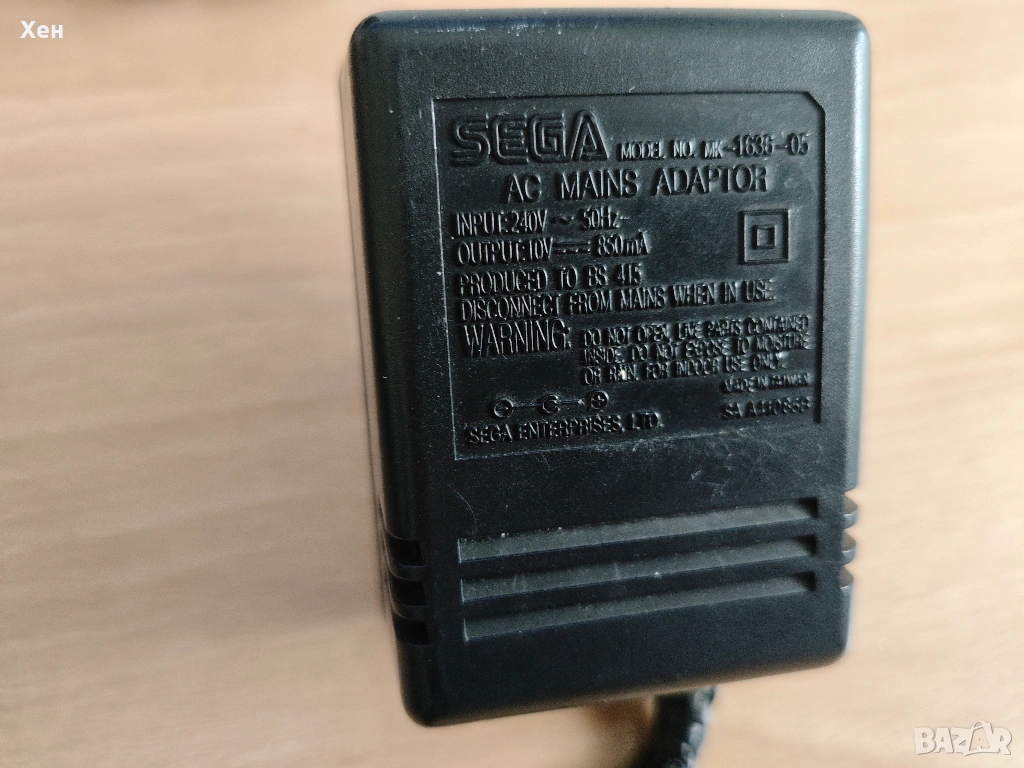 Хен
SEGA MODEL NO. MK-1636-05
AC MAINS ADAPTOR
INPUT:240V ~ 50Hz~
OUTPUT:10V ⎓ 850mA
PRODUCED TO BS 415
DISCONNECT FROM MAINS WHEN IN USE.
WARNING: DO NOT OPEN, LIVE PARTS CONTAINED
INSIDE. DO NOT EXPOSE TO MOISTURE
OR RAIN. FOR INDOOR USE ONLY.
MADE IN TAIWAN
SA
SEGA ENTERPRISES, LTD.
BAZAR